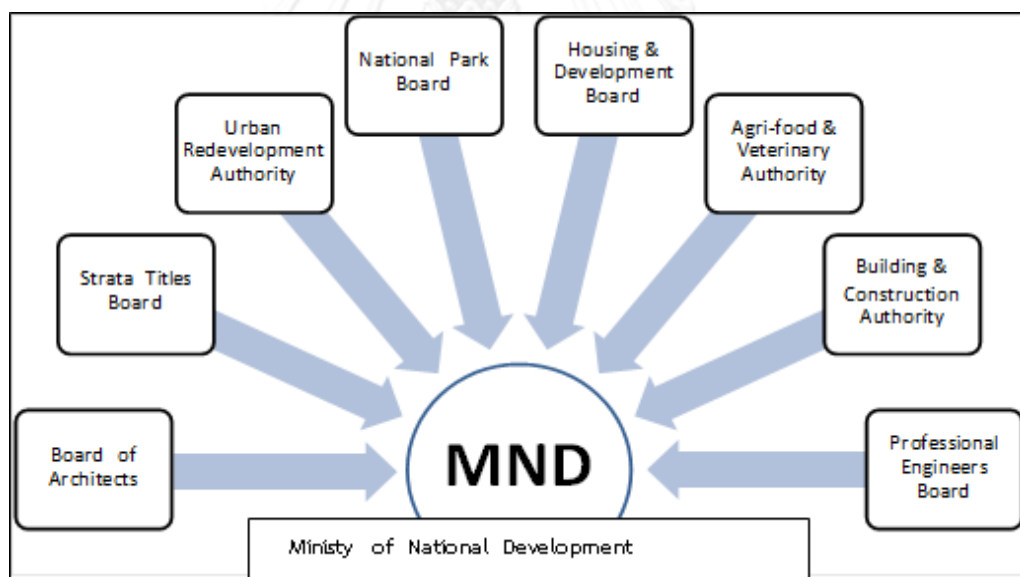 National Park
Board
Housing &
Development
Board
Urban
Redevelopment
Authority
Agri-food &
Veterinary
Authority
Strata Titles
Board
Building &
Construction
Authority
Board of
Architects
Professional
Engineers
Board
MND
Ministy of National Development